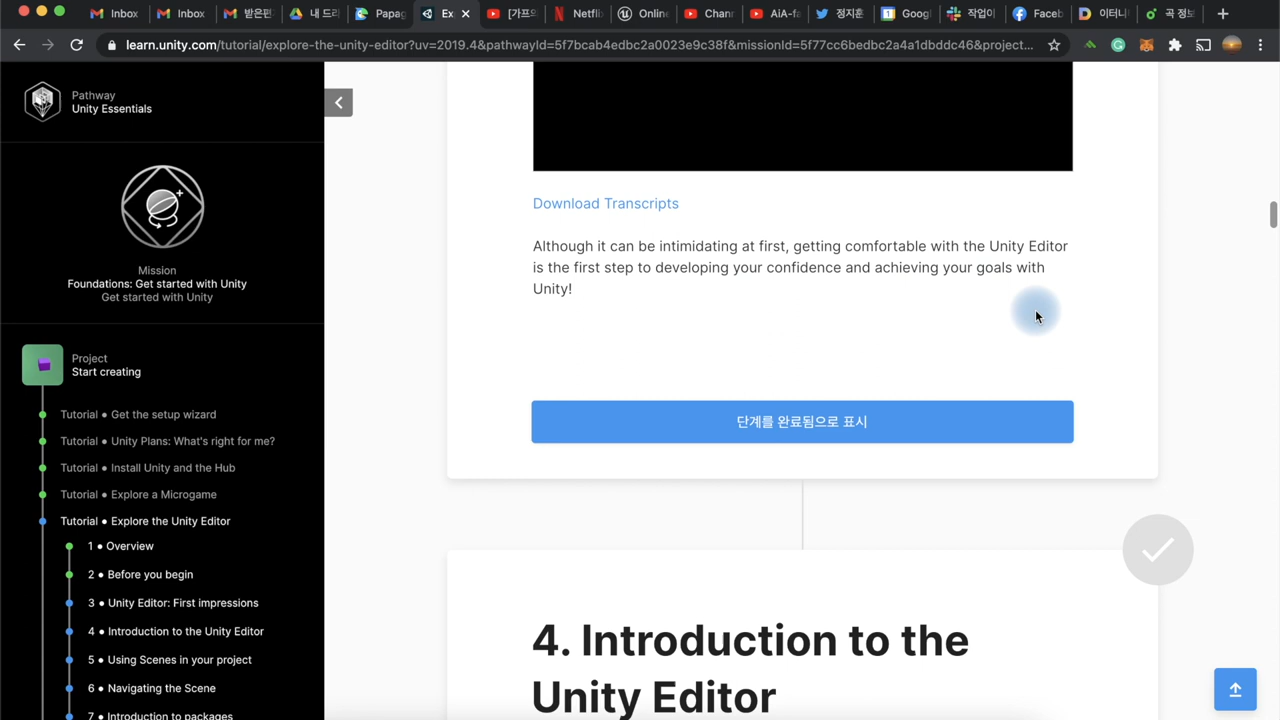 Inbox
Inbox
받은편
내 드라
Papag
Ex
[가프의
Netfli
Online
Chann
AiA-fa
정지훈
Googl
작업이
Faceb
이터니
곡 정보
learn.unity.com/tutorial/explore-the-unity-editor?uv=2019.4&pathwayId=5f7bcab4edbc2a0023e9c38f&missionId=5f77cc6bedbc2a4a1dbddc46&project...
Pathway
Unity Essentials
Mission
Foundations: Get started with Unity
Get started with Unity
Project
Start creating
Tutorial ● Get the setup wizard
Tutorial ● Unity Plans: What's right for me?
Tutorial ● Install Unity and the Hub
Tutorial ● Explore a Microgame
Tutorial ● Explore the Unity Editor
1 ● Overview
2 ● Before you begin
3 ● Unity Editor: First impressions
4 ● Introduction to the Unity Editor
5 ● Using Scenes in your project
6 ● Navigating the Scene
7 ● Introduction to packages
Download Transcripts
Although it can be intimidating at first, getting comfortable with the Unity Editor
is the first step to developing your confidence and achieving your goals with
Unity!
단계를 완료됨으로 표시
4. Introduction to the
Unity Editor